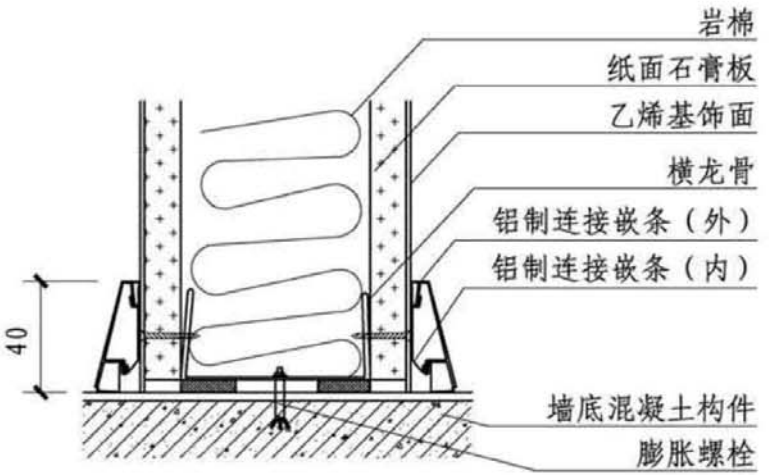 岩棉
纸面石膏板
乙烯基饰面
横龙骨
铝制连接嵌条（外）
铝制连接嵌条（内）
40
墙底混凝土构件
膨胀螺栓